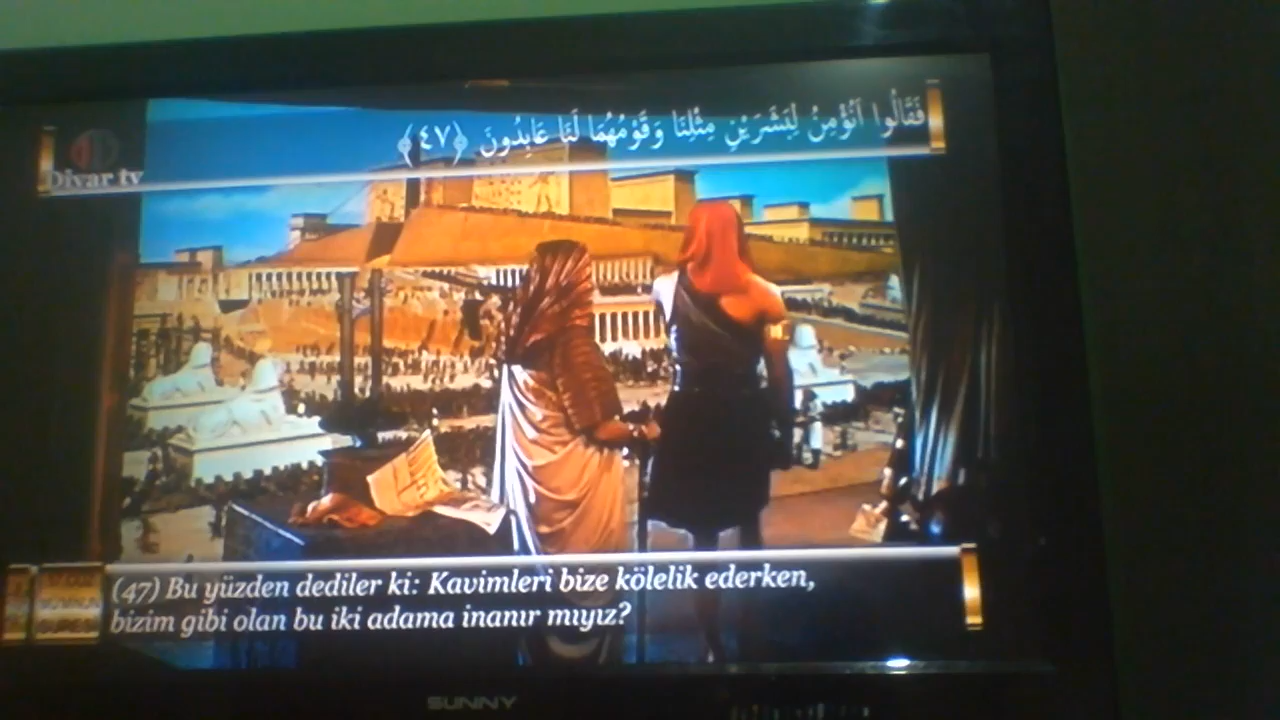 فَقَالُوا أَنُؤْمِنُ لِبَشَرَيْنِ مِثْلِنَا وَقَوْمُهُمَا لَنَا عَابِدُونَ ﴿٤٧﴾
Divar tv
(47) Bu yüzden dediler ki: Kavimleri bize kölelik ederken,
bizim gibi olan bu iki adama inanır mıyız?
SUNNY